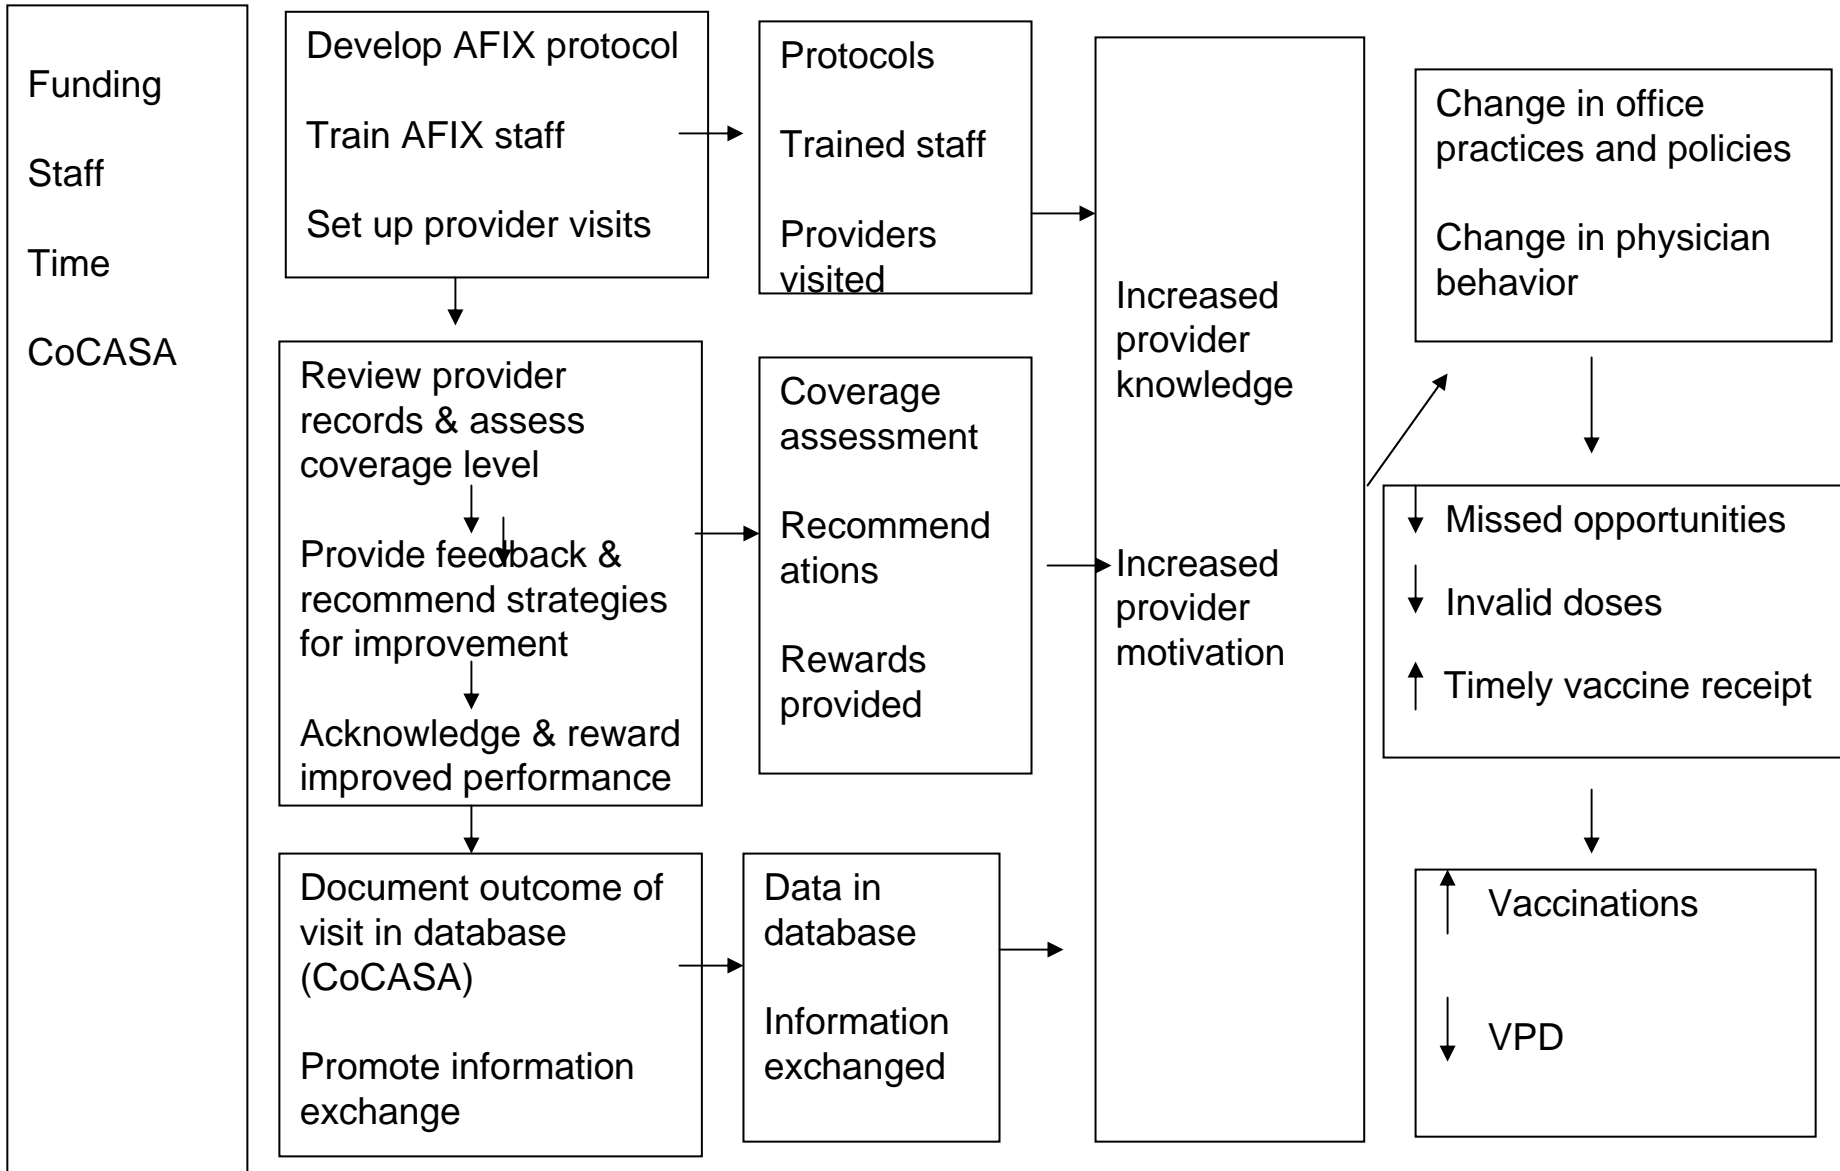 Funding
Staff
Time
CoCASA
Develop AFIX protocol
Train AFIX staff
Set up provider visits
Review provider
records & assess
coverage level
Provide feedback &
recommend strategies
for improvement
Acknowledge & reward
improved performance
Document outcome of
visit in database
(CoCASA)
Promote information
exchange
Protocols
Trained staff
Providers
visited
Coverage
assessment
Recommend
ations
Rewards
provided
Data in
database
Information
exchanged
Increased
provider
knowledge
Increased
provider
motivation
Change in office
practices and policies
Change in physician
behavior
Missed opportunities
Invalid doses
Timely vaccine receipt
Vaccinations
VPD